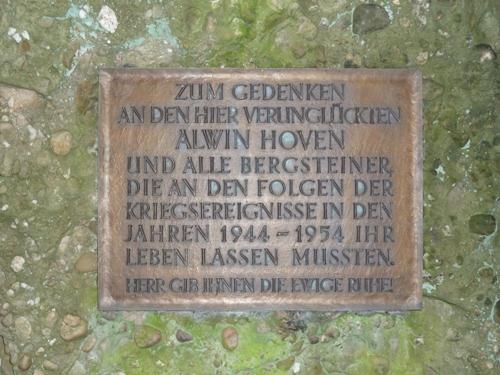 ZUM GEDENKEN
AN DEN HIER VERUNGLÜCKTEN
ALWIN HOVEN
UND ALLE BERGSTEINER,
DIE AN DEN FOLGEN DER
KRIEGSEREIGNISSE IN DEN
JAHREN 1944 - 1954 IHR
LEBEN LASSEN MUSSTEN.
HERR GIB IHNEN DIE EWIGE RUHE!